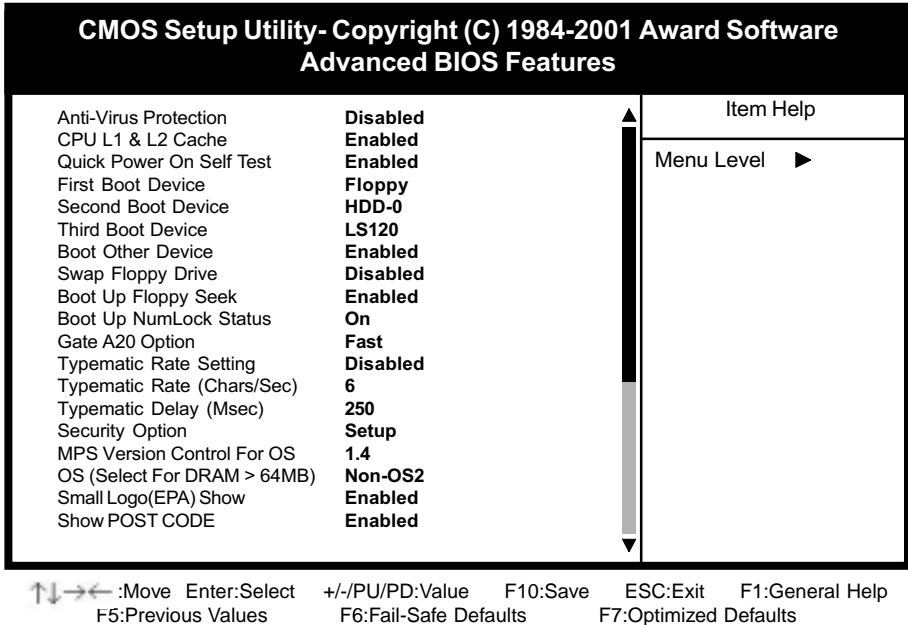 CMOS Setup Utility- Copyright (C) 1984-2001 Award Software
Advanced BIOS Features
Anti-Virus Protection Disabled
CPU L1 & L2 Cache Enabled
Quick Power On Self Test Enabled
First Boot Device Floppy
Second Boot Device HDD-0
Third Boot Device LS120
Boot Other Device Enabled
Swap Floppy Drive Disabled
Boot Up Floppy Seek Enabled
Boot Up NumLock Status On
Gate A20 Option Fast
Typematic Rate Setting Disabled
Typematic Rate (Chars/Sec) 6
Typematic Delay (Msec) 250
Security Option Setup
MPS Version Control For OS 1.4
OS (Select For DRAM > 64MB) Non-OS2
Small Logo(EPA) Show Enabled
Show POST CODE Enabled
Item Help
Menu Level ▶
↑↓→← :Move Enter:Select +/-/PU/PD:Value F10:Save ESC:Exit F1:General Help
F5:Previous Values F6:Fail-Safe Defaults F7:Optimized Defaults